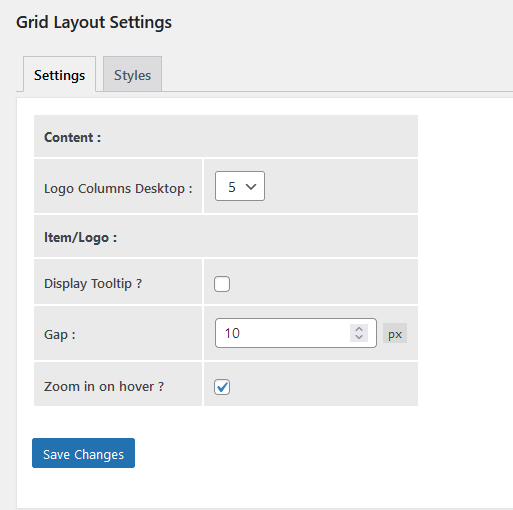 Grid Layout Settings
Settings Styles
Content :
Logo Columns Desktop : 5
Item/Logo :
Display Tooltip ?
Gap : 10 px
Zoom in on hover ?
Save Changes